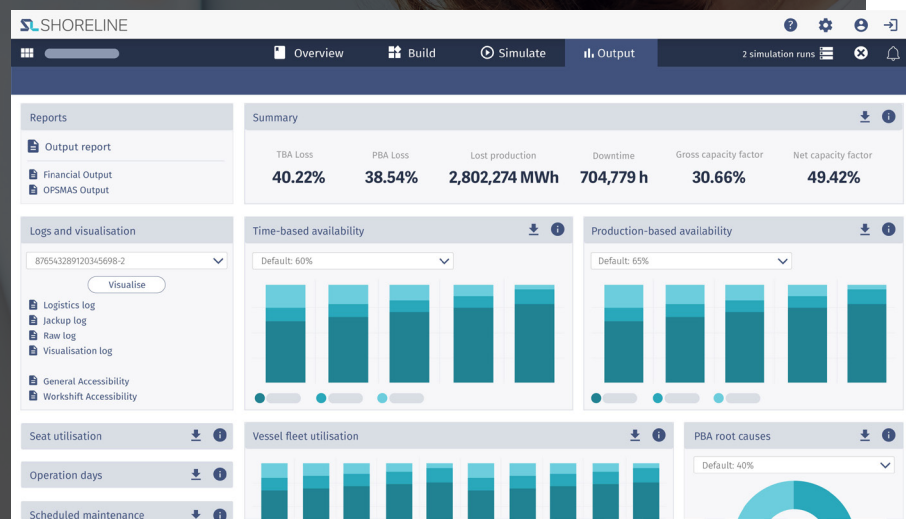 SL SHORELINE
Overview
Build
Simulate
Output
2 simulation runs
Reports
Output report
Financial Output
OPSMAS Output
Summary
TBA Loss
40.22%
PBA Loss
38.54%
Lost production
2,802,274 MWh
Downtime
704,779 h
Gross capacity factor
30.66%
Net capacity factor
49.42%
Logs and visualisation
876543289120345698-2
Visualise
Logistics log
Jackup log
Raw log
Visualisation log
General Accessibility
Workshift Accessibility
Time-based availability
Default: 60%
Production-based availability
Default: 65%
Seat utilisation
Operation days
Scheduled maintenance
Vessel fleet utilisation
PBA root causes
Default: 40%